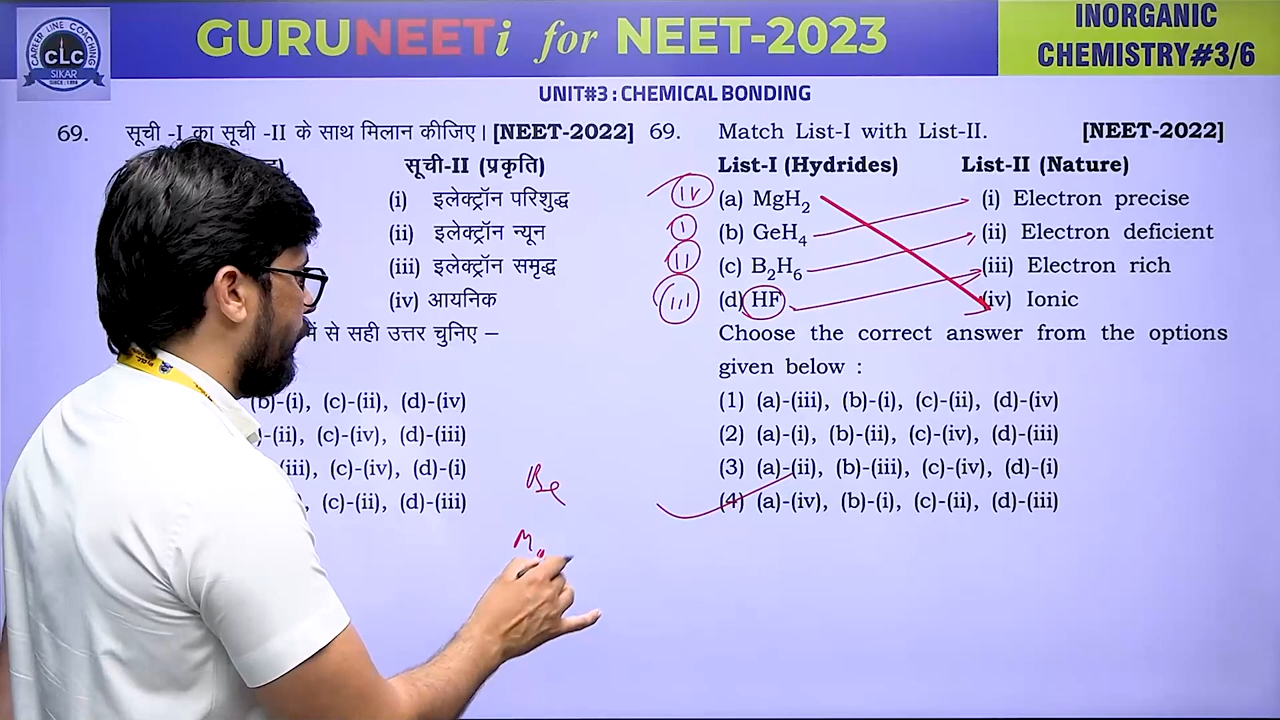 CAREER LINE COACHING
CLC
SIKAR
SINCE : 1996
GURUNEETi for NEET-2023
INORGANIC
CHEMISTRY#3/6
UNIT#3 : CHEMICAL BONDING
69. सूची -I का सूची -II के साथ मिलान कीजिए। [NEET-2022]
सूची-II (प्रकृति)
(i) इलेक्ट्रॉन परिशुद्ध
(ii) इलेक्ट्रॉन न्यून
(iii) इलेक्ट्रॉन समृद्ध
(iv) आयनिक
में से सही उत्तर चुनिए –
(b)-(i), (c)-(ii), (d)-(iv)
-(ii), (c)-(iv), (d)-(iii)
(iii), (c)-(iv), (d)-(i)
, (c)-(ii), (d)-(iii)
Be
M
69. Match List-I with List-II. [NEET-2022]
List-I (Hydrides) List-II (Nature)
IV (a) MgH2 (i) Electron precise
I (b) GeH4 (ii) Electron deficient
II (c) B2H6 (iii) Electron rich
III (d) HF (iv) Ionic
Choose the correct answer from the options
given below :
(1) (a)-(iii), (b)-(i), (c)-(ii), (d)-(iv)
(2) (a)-(i), (b)-(ii), (c)-(iv), (d)-(iii)
(3) (a)-(ii), (b)-(iii), (c)-(iv), (d)-(i)
(4) (a)-(iv), (b)-(i), (c)-(ii), (d)-(iii)